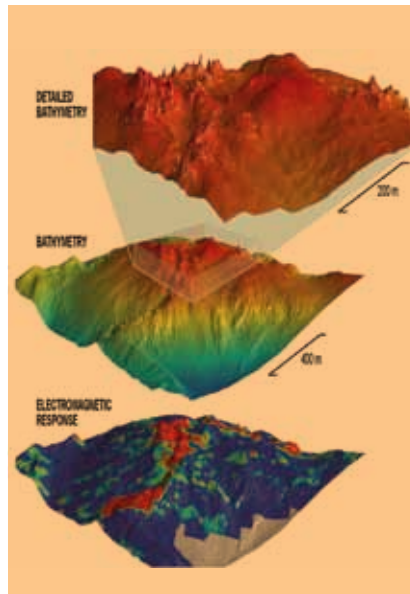 DETAILED
BATHYMETRY
200 m
BATHYMETRY
400 m
ELECTROMAGNETIC
RESPONSE